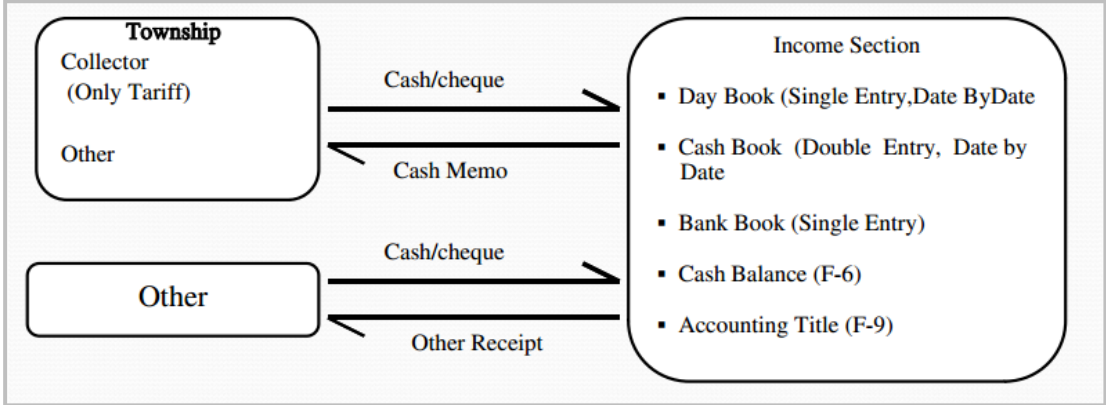 Township
Collector
(Only Tariff)
Other
Cash/cheque
Cash Memo
Other
Cash/cheque
Other Receipt
Income Section
▪ Day Book (Single Entry,Date ByDate
▪ Cash Book (Double Entry, Date by
Date
▪ Bank Book (Single Entry)
▪ Cash Balance (F-6)
▪ Accounting Title (F-9)